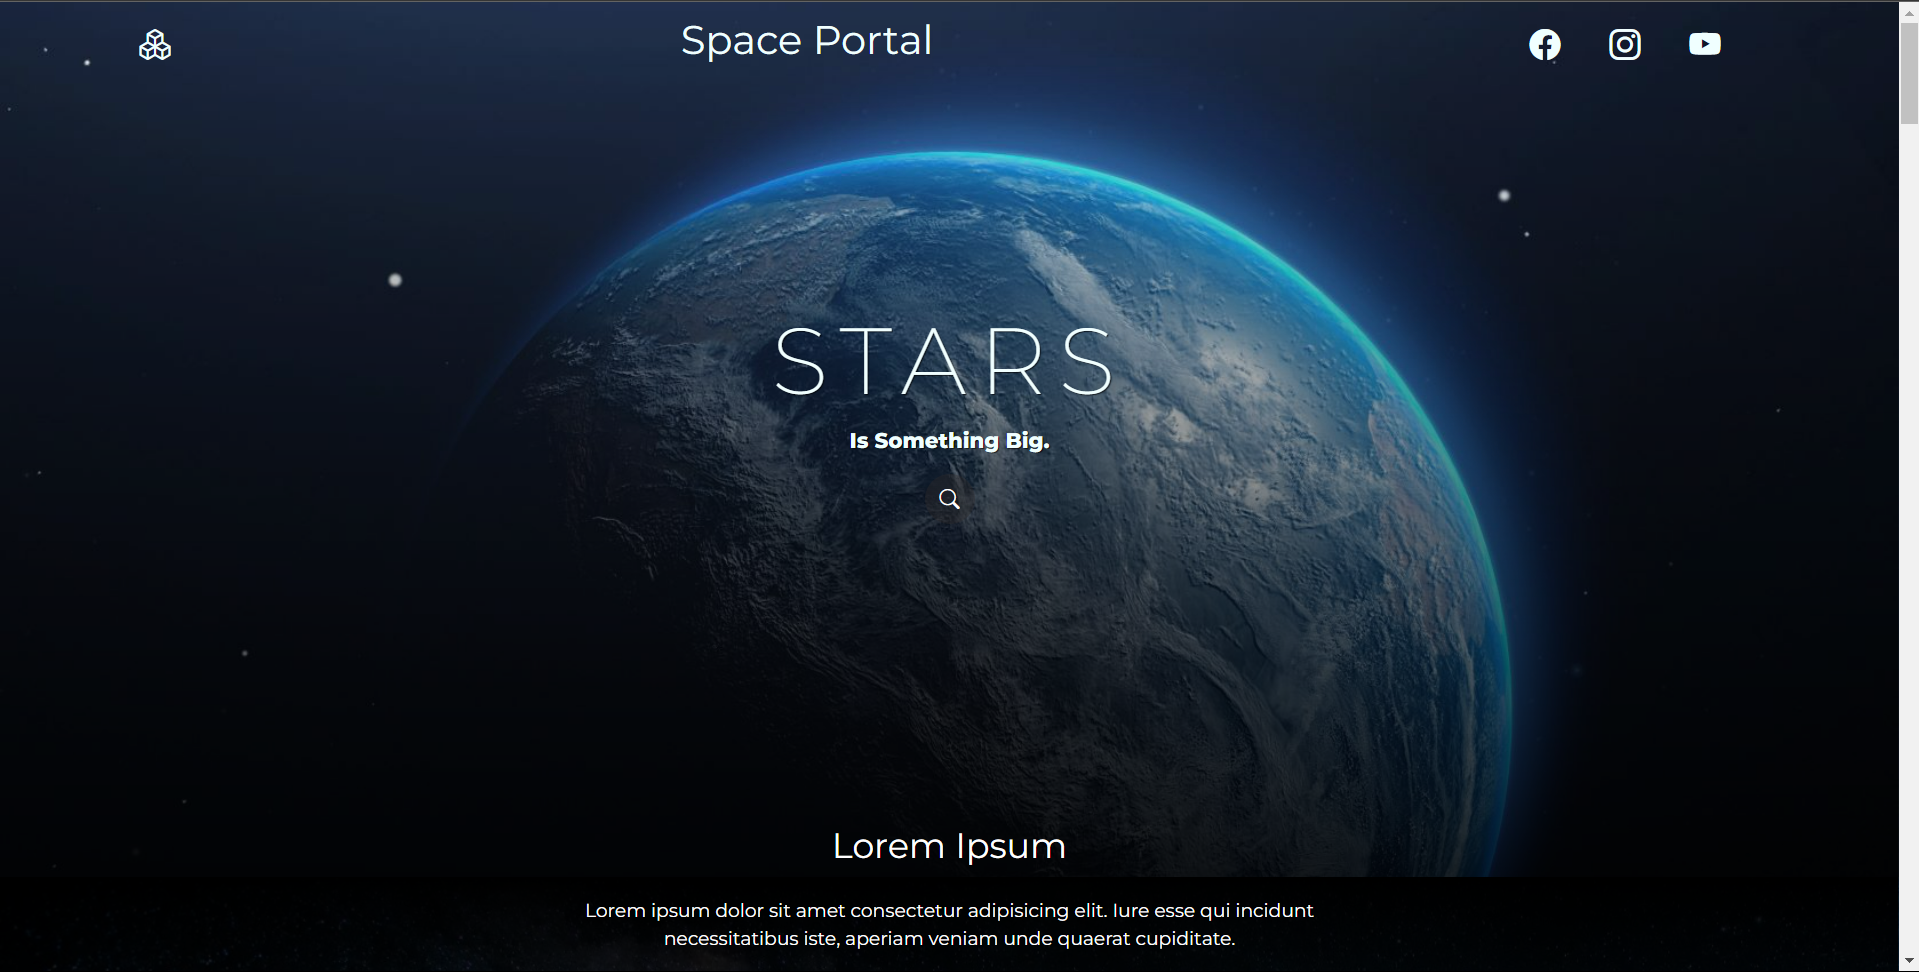 Space Portal
STARS
Is Something Big.
Lorem Ipsum
Lorem ipsum dolor sit amet consectetur adipisicing elit. Iure esse qui incidunt
necessitatibus iste, aperiam veniam unde quaerat cupiditate.